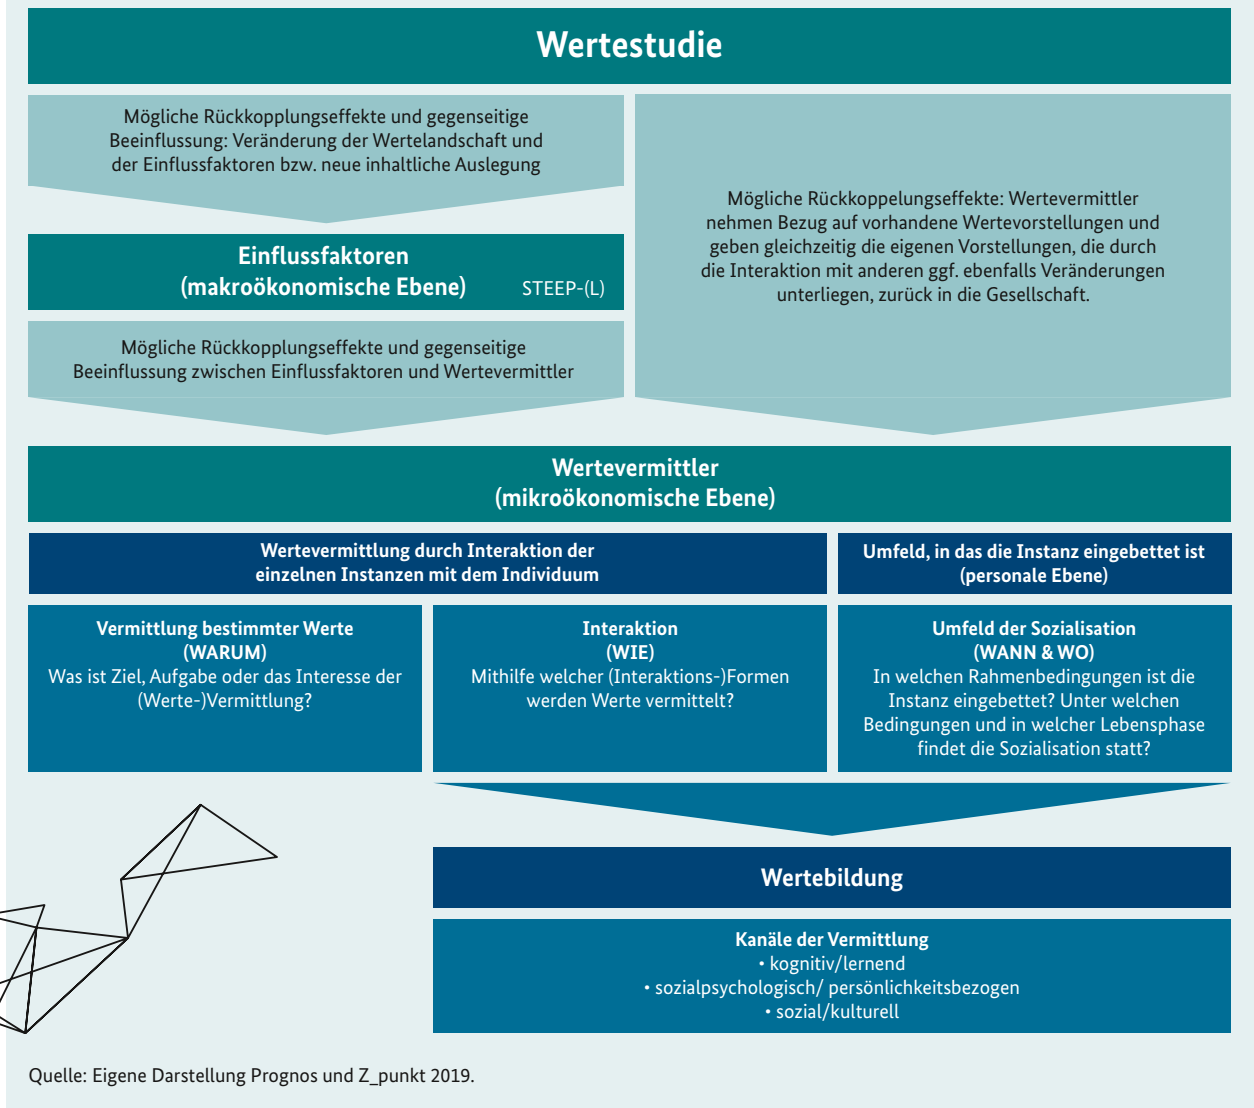 Wertestudie
Mögliche Rückkopplungseffekte und gegenseitige
Beeinflussung: Veränderung der Wertelandschaft und
der Einflussfaktoren bzw. neue inhaltliche Auslegung
Mögliche Rückkoppelungseffekte: Wertevermittler
nehmen Bezug auf vorhandene Wertevorstellungen und
geben gleichzeitig die eigenen Vorstellungen, die durch
die Interaktion mit anderen ggf. ebenfalls Veränderungen
unterliegen, zurück in die Gesellschaft.
Einflussfaktoren
(makroökonomische Ebene) STEEP-(L)
Mögliche Rückkopplungseffekte und gegenseitige
Beeinflussung zwischen Einflussfaktoren und Wertevermittler
Wertevermittler
(mikroökonomische Ebene)
Wertevermittlung durch Interaktion der
einzelnen Instanzen mit dem Individuum
Umfeld, in das die Instanz eingebettet ist
(personale Ebene)
Vermittlung bestimmter Werte
(WARUM)
Was ist Ziel, Aufgabe oder das Interesse der
(Werte-)Vermittlung?
Interaktion
(WIE)
Mithilfe welcher (Interaktions-)Formen
werden Werte vermittelt?
Umfeld der Sozialisation
(WANN & WO)
In welchen Rahmenbedingungen ist die
Instanz eingebettet? Unter welchen
Bedingungen und in welcher Lebensphase
findet die Sozialisation statt?
Wertebildung
Kanäle der Vermittlung
• kognitiv/lernend
• sozialpsychologisch/ persönlichkeitsbezogen
• sozial/kulturell
Quelle: Eigene Darstellung Prognos und Z_punkt 2019.